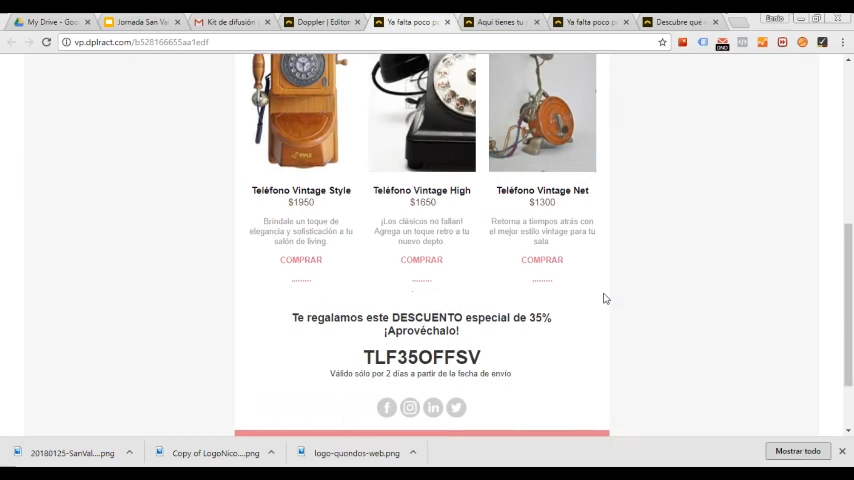 My Drive - Goo
Jornada San Val
Kit de difusión
Doppler | Editor
Ya falta poco p
Aquí tienes tu
Ya falta poco p
Descubre qué
vp.dplract.com/b528166655aa1edf
DND
PYLE
Teléfono Vintage Style
$1950
Bríndale un toque de
elegancia y solisticación a tu
salón de living.
COMPRAR
Teléfono Vintage High
$1650
¡Los clásicos no fallan!
Agrega un toque retro a tu
nuevo depto.
COMPRAR
Teléfono Vintage Net
$1300
Retorna a tiempos atrás con
el mejor estilo vintage para tu
sala
COMPRAR
Te regalamos este DESCUENTO especial de 35%
¡Aprovéchalo!
TLF35OFFSV
Válido sólo por 2 días a partir de la fecha de envío
20180125-SanVal....png
Copy of LogoNico....png
logo-quondos-web.png
Mostrar todo